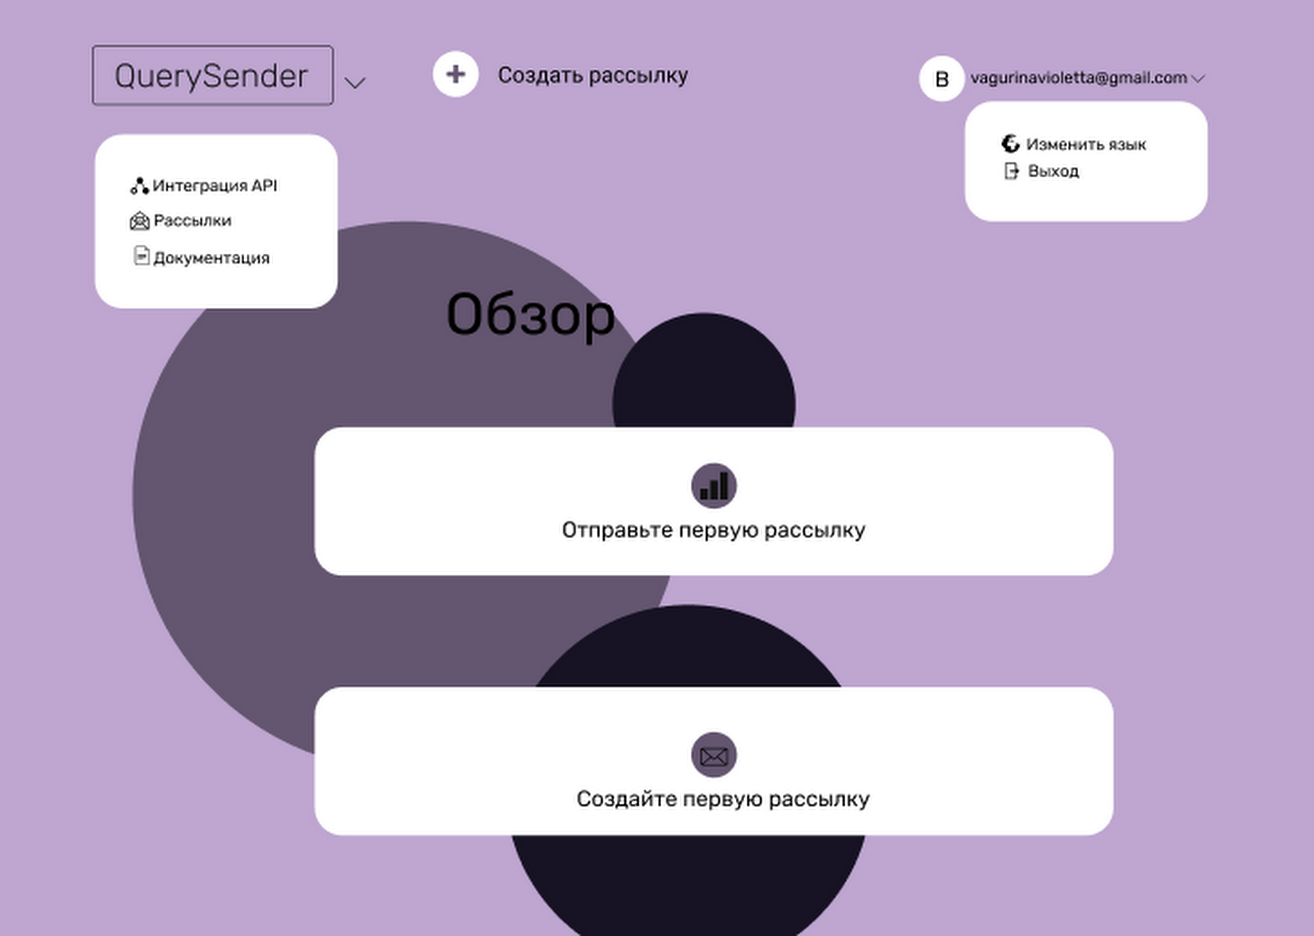 QuerySender
Создать рассылку
В
vagurinavioletta@gmail.com
Изменить язык
Выход
Интеграция API
Рассылки
Документация
Обзор
Отправьте первую рассылку
Создайте первую рассылку